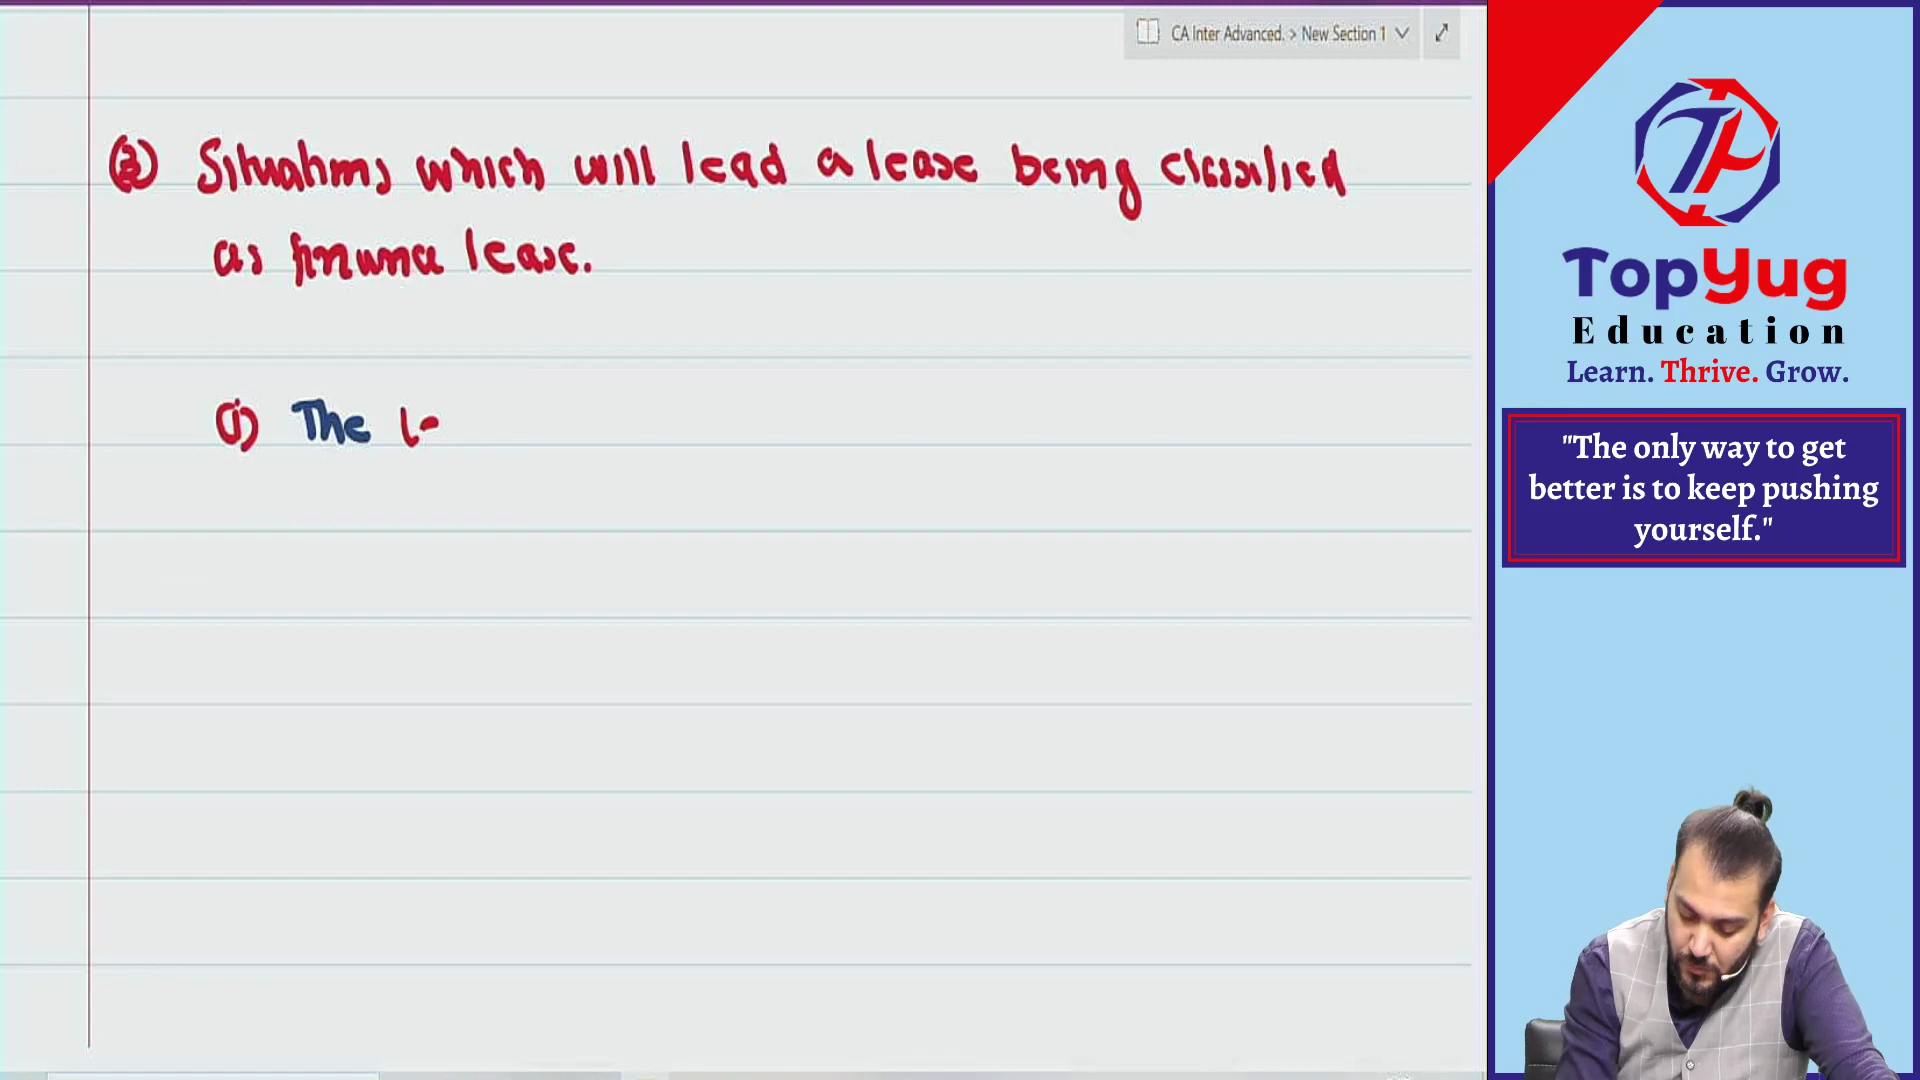 CA Inter Advanced. > New Section 1
② Situations which will lead a lease being classified
as finance lease.
(i) The
TopYug
Education
Learn. Thrive. Grow.
"The only way to get
better is to keep pushing
yourself."